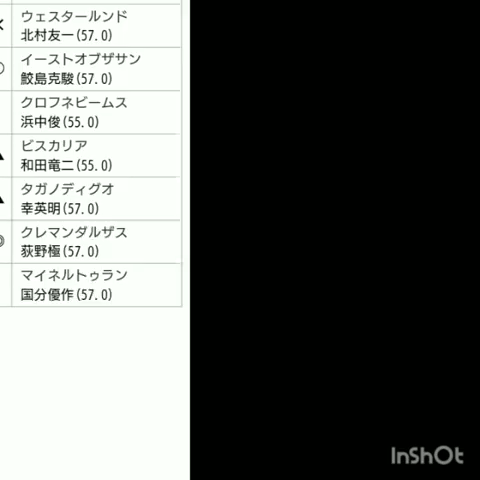 ウェスタールンド
北村友一(57.0)
イーストオブザサン
鮫島克駿(57.0)
クロフネビームス
浜中俊(55.0)
ビスカリア
和田竜二(55.0)
タガノディグオ
幸英明(57.0)
◎ クレマンダルザス
荻野極(57.0)
マイネルトゥラン
国分優作(57.0)
InShOt